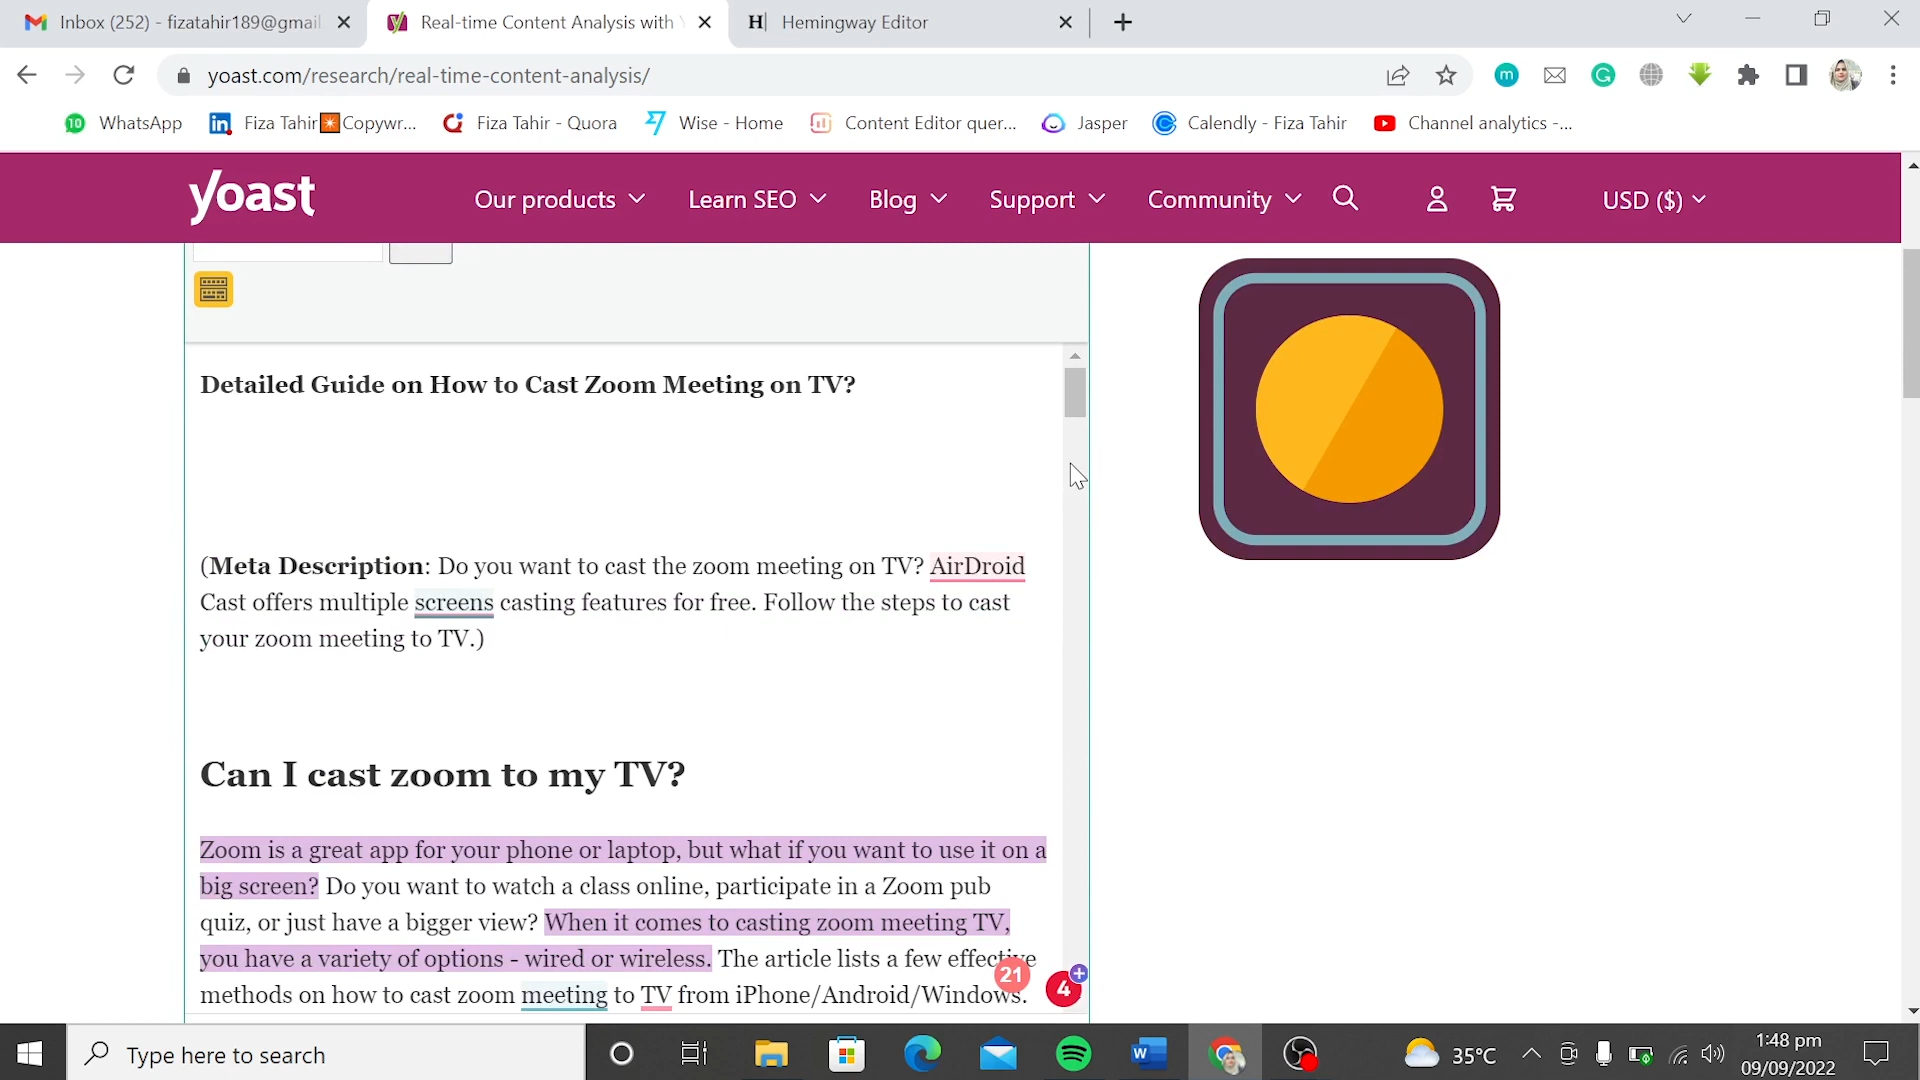 Inbox (252) - fizatahir189@gmail.
Real-time Content Analysis with
H Hemingway Editor
yoast.com/research/real-time-content-analysis/
m
G
10 WhatsApp
in Fiza Tahir Copywr...
Fiza Tahir - Quora
Wise - Home
Content Editor quer...
Jasper
Calendly - Fiza Tahir
Channel analytics -...
yoast
Our products
Learn SEO
Blog
Support
Community
USD ($)
Detailed Guide on How to Cast Zoom Meeting on TV?
(Meta Description: Do you want to cast the zoom meeting on TV? AirDroid
Cast offers multiple screens casting features for free. Follow the steps to cast
your zoom meeting to TV.)
Can I cast zoom to my TV?
Zoom is a great app for your phone or laptop, but what if you want to use it on a
big screen? Do you want to watch a class online, participate in a Zoom pub
quiz, or just have a bigger view? When it comes to casting zoom meeting TV,
you have a variety of options - wired or wireless. The article lists a few effective
methods on how to cast zoom meeting to TV from iPhone/Android/Windows.
21
4
+
Type here to search
W
35°C
1:48 pm
09/09/2022